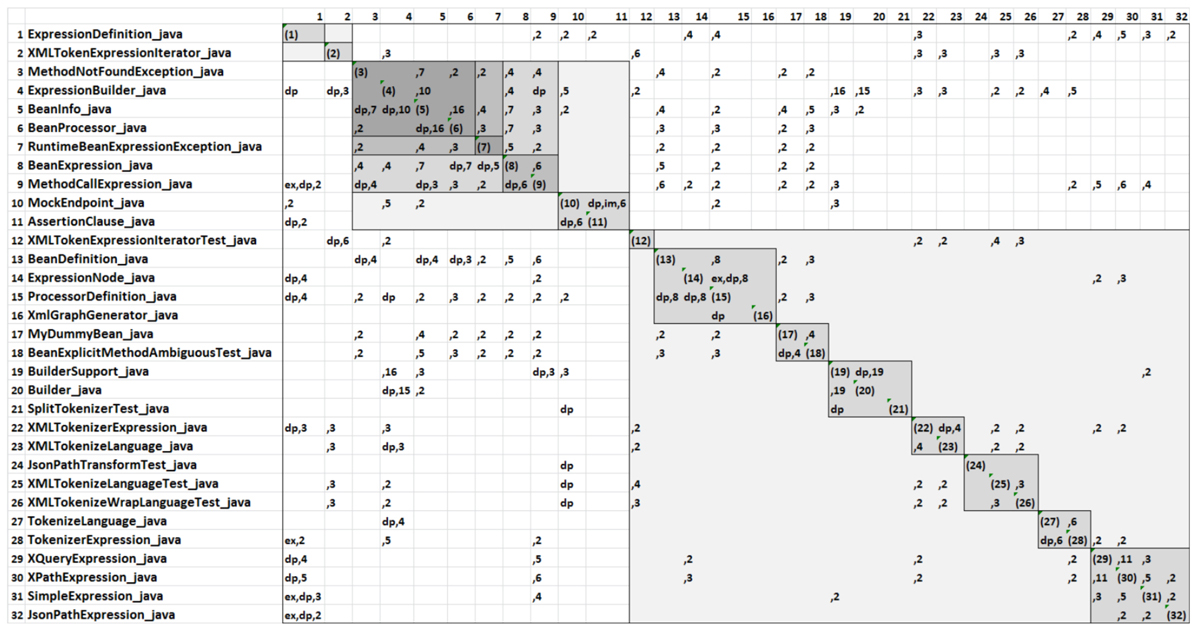 1 2 3 4 5 6 7 8 9 10 11 12 13 14 15 16 17 18 19 20 21 22 23 24 25 26 27 28 29 30 31 32
1 ExpressionDefinition_java (1) ,2 ,2 ,2 ,4 ,4 ,3 ,2 ,4 ,5 ,3 ,2
2 XMLTokenExpressionIterator_java (2) ,3 ,6 ,3 ,3 ,3 ,3
3 MethodNotFoundException_java (3) ,7 ,2 ,2 ,4 ,4 ,4 ,2 ,2 ,2
4 ExpressionBuilder_java dp dp,3 (4) ,10 ,4 dp ,5 ,2 ,16 ,15 ,3 ,3 ,2 ,2 ,4 ,5
5 BeanInfo_java dp,7 dp,10 (5) ,16 ,4 ,7 ,3 ,2 ,4 ,2 ,4 ,5 ,3 ,2
6 BeanProcessor_java ,2 dp,16 (6) ,3 ,7 ,3 ,3 ,3 ,2 ,3
7 RuntimeBeanExpressionException_java ,2 ,4 ,3 (7) ,5 ,2 ,2 ,2 ,2 ,2
8 BeanExpression_java ,4 ,4 ,7 dp,7 dp,5 (8) ,6 ,5 ,2 ,2 ,2
9 MethodCallExpression_java ex,dp,2 dp,4 dp,3 ,3 ,2 dp,6 (9) ,6 ,2 ,2 ,2 ,2 ,3 ,2 ,5 ,6 ,4
10 MockEndpoint_java ,2 ,5 ,2 (10) dp,im,6 ,2 ,3
11 AssertionClause_java dp,2 dp,6 (11)
12 XMLTokenExpressionIteratorTest_java dp,6 ,2 (12) ,2 ,2 ,4 ,3
13 BeanDefinition_java dp,4 dp,4 dp,3 ,2 ,5 ,6 (13) ,8 ,2 ,3
14 ExpressionNode_java dp,4 ,2 (14) ex,dp,8 ,2 ,3
15 ProcessorDefinition_java dp,4 ,2 dp ,2 ,3 ,2 ,2 ,2 ,2 dp,8 dp,8 (15) ,2 ,3
16 XmlGraphGenerator_java dp (16)
17 MyDummyBean_java ,2 ,4 ,2 ,2 ,2 ,2 ,2 ,2 (17) ,4
18 BeanExplicitMethodAmbiguousTest_java ,2 ,5 ,3 ,2 ,2 ,2 ,3 ,3 dp,4 (18)
19 BuilderSupport_java ,16 ,3 dp,3 ,3 (19) dp,19 ,2
20 Builder_java dp,15 ,2 ,19 (20)
21 SplitTokenizerTest_java dp dp (21)
22 XMLTokenizerExpression_java dp,3 ,3 ,3 ,2 (22) dp,4 ,2 ,2 ,2 ,2
23 XMLTokenizeLanguage_java ,3 dp,3 ,2 ,4 (23) ,2 ,2
24 JsonPathTransformTest_java dp (24)
25 XMLTokenizeLanguageTest_java ,3 ,2 dp ,4 ,2 ,2 (25) ,3
26 XMLTokenizeWrapLanguageTest_java ,3 ,2 dp ,3 ,2 ,2 ,3 (26)
27 TokenizeLanguage_java dp,4 (27) ,6
28 TokenizerExpression_java ex,2 ,5 ,2 dp,6 (28) ,2 ,2
29 XQueryExpression_java dp,4 ,5 ,2 ,2 ,2 (29) ,11 ,3
30 XPathExpression_java dp,5 ,6 ,3 ,2 ,2 ,11 (30) ,5 ,2
31 SimpleExpression_java ex,dp,3 ,4 ,2 ,3 ,5 (31) ,2
32 JsonPathExpression_java ex,dp,2 ,2 ,2 (32)